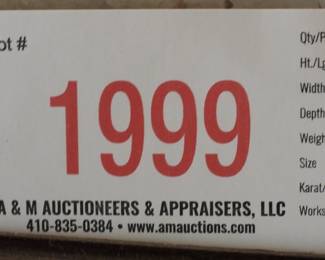 ot #
1999
A & M AUCTIONEERS & APPRAISERS, LLC
410-835-0384 • www.amauctions.com
Qty/P
Ht./Lg
Width
Depth
Weigh
Size
Karat/
Works